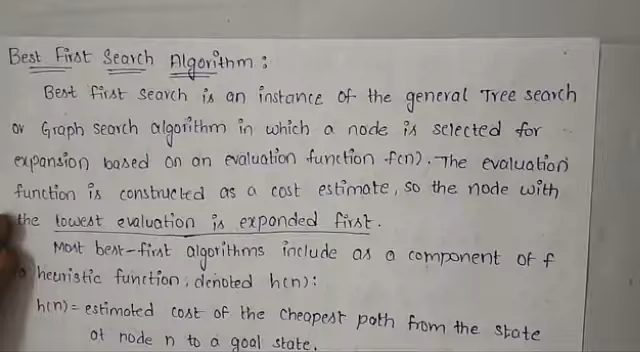 Best First Search Algorithm :
Best first search is an instance of the general Tree search
or Graph search algorithm in which a node is selected for
expansion based on an evaluation function f(n). The evaluation
function is constructed as a cost estimate, so the node with
the lowest evaluation is expanded first.
Most best-first algorithms include as a component of f
a heuristic function, denoted h(n) :
h(n) = estimated cost of the cheapest path from the state
at node n to a goal state.